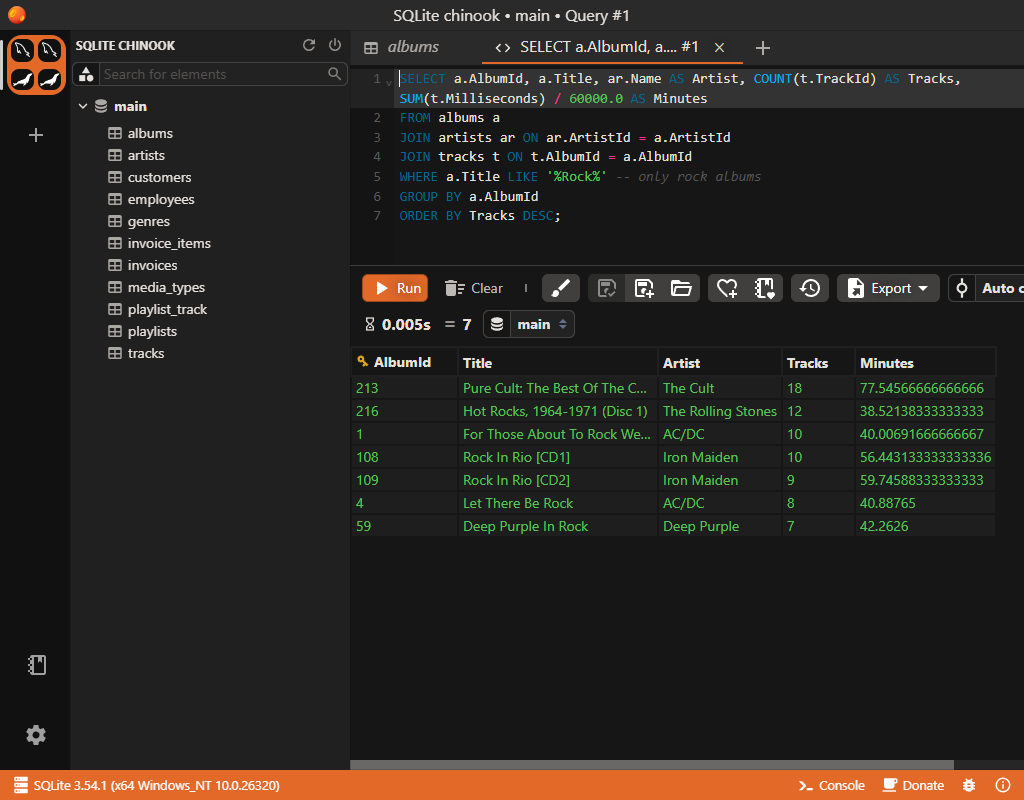 SQLite chinook • main • Query #1
SQLITE CHINOOK
Search for elements
main
albums
artists
customers
employees
genres
invoice_items
invoices
media_types
playlist_track
playlists
tracks
albums
<> SELECT a.AlbumId, a.... #1
1 SELECT a.AlbumId, a.Title, ar.Name AS Artist, COUNT(t.TrackId) AS Tracks,
SUM(t.Milliseconds) / 60000.0 AS Minutes
2 FROM albums a
3 JOIN artists ar ON ar.ArtistId = a.ArtistId
4 JOIN tracks t ON t.AlbumId = a.AlbumId
5 WHERE a.Title LIKE '%Rock%' -- only rock albums
6 GROUP BY a.AlbumId
7 ORDER BY Tracks DESC;
Run Clear Export Auto c
0.005s = 7 main
AlbumId Title Artist Tracks Minutes
213 Pure Cult: The Best Of The C... The Cult 18 77.54566666666666
216 Hot Rocks, 1964-1971 (Disc 1) The Rolling Stones 12 38.52138333333333
1 For Those About To Rock We... AC/DC 10 40.00691666666667
108 Rock In Rio [CD1] Iron Maiden 10 56.443133333333336
109 Rock In Rio [CD2] Iron Maiden 9 59.74588333333333
4 Let There Be Rock AC/DC 8 40.88765
59 Deep Purple In Rock Deep Purple 7 42.2626
SQLite 3.54.1 (x64 Windows_NT 10.0.26320)
Console Donate